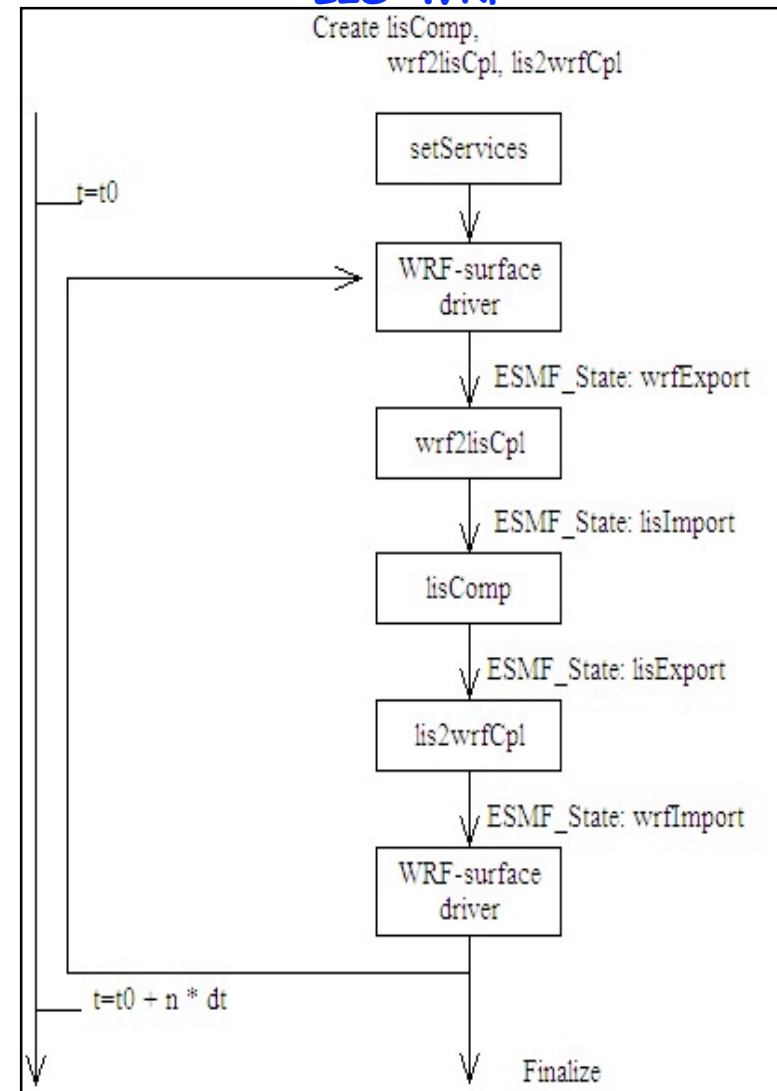 Create lisComp,
wrf2lisCpl, lis2wrfCpl
setServices
t=t0
WRF-surface
driver
ESMF_State: wrfExport
wrf2lisCpl
ESMF_State: lisImport
lisComp
ESMF_State: lisExport
lis2wrfCpl
ESMF_State: wrfImport
WRF-surface
driver
t=t0 + n * dt
Finalize